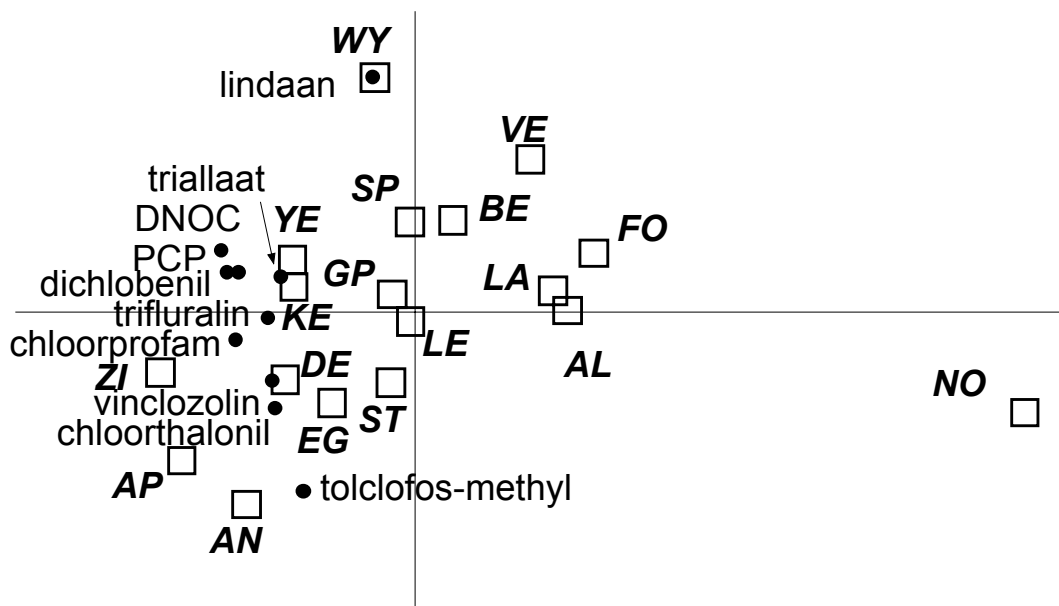 WY
lindaan
VE
triallaat
SP
DNOC
YE
BE
FO
PCP
GP
LA
dichlobenil
trifluralin
KE
chloorprofam
LE
ZI
DE
AL
NO
vinclozolin
ST
chloorthalonil
EG
AP
tolclofos-methyl
AN